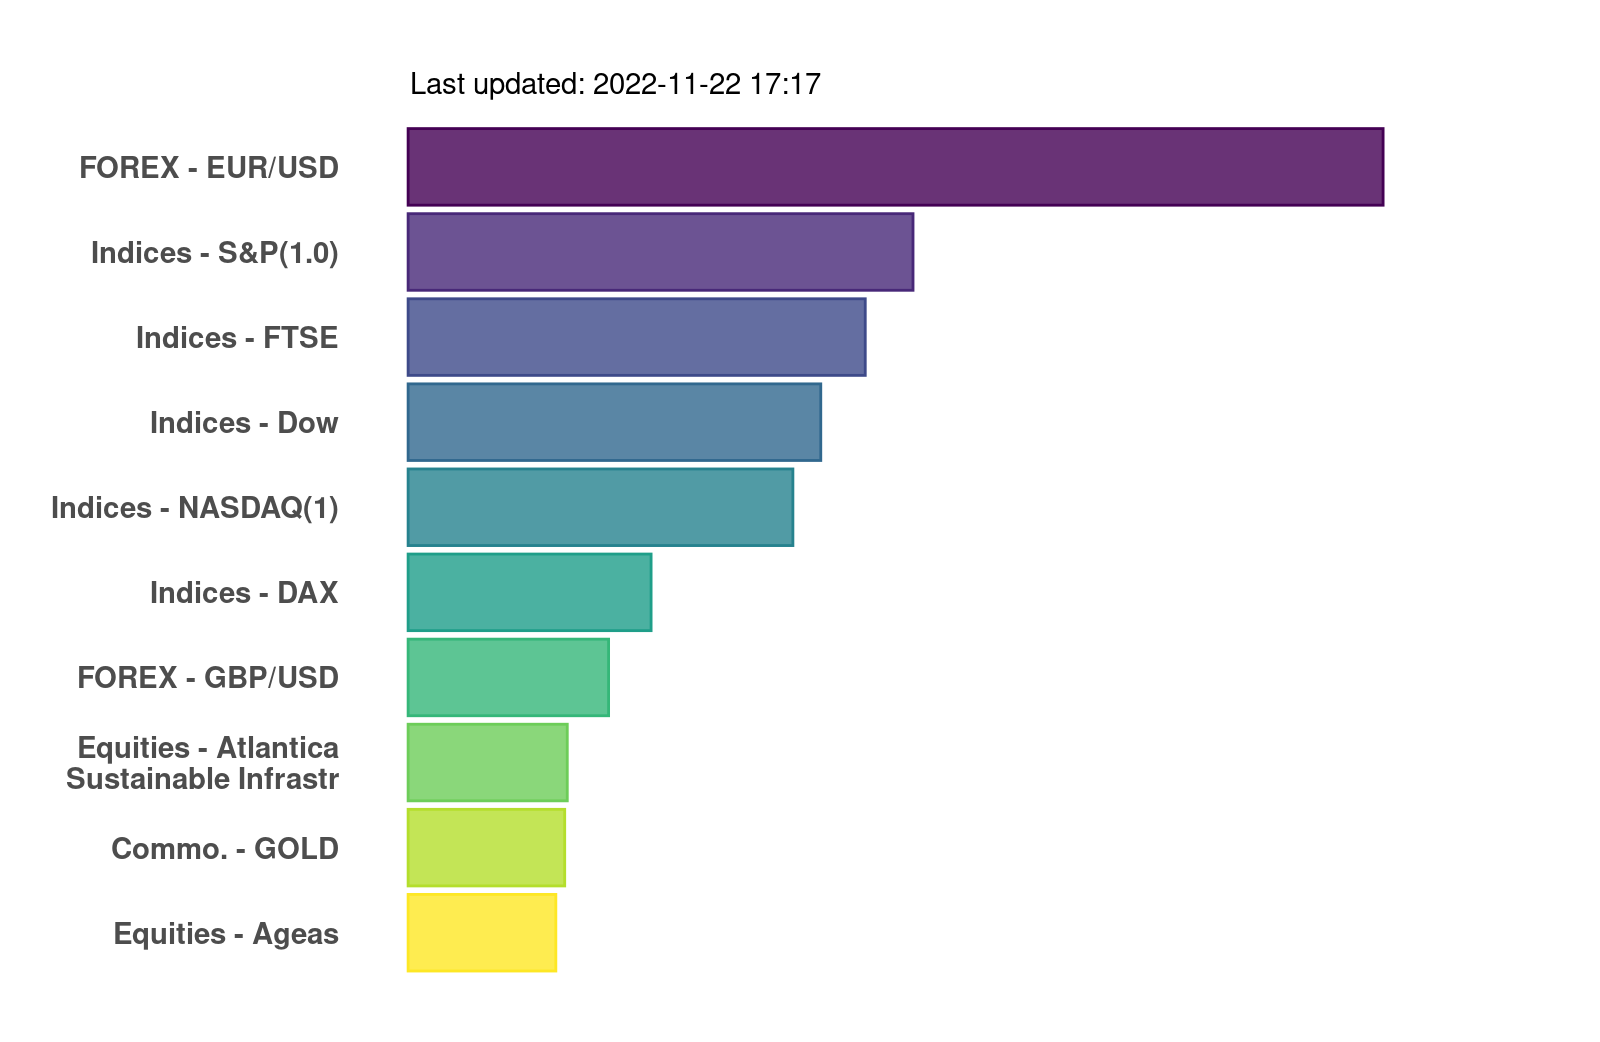 Last updated: 2022-11-22 17:17
FOREX - EUR/USD
Indices - S&P(1.0)
Indices - FTSE
Indices - Dow
Indices - NASDAQ(1)
Indices - DAX
FOREX - GBP/USD
Equities - Atlantica
Sustainable Infrastr
Commo. - GOLD
Equities - Ageas